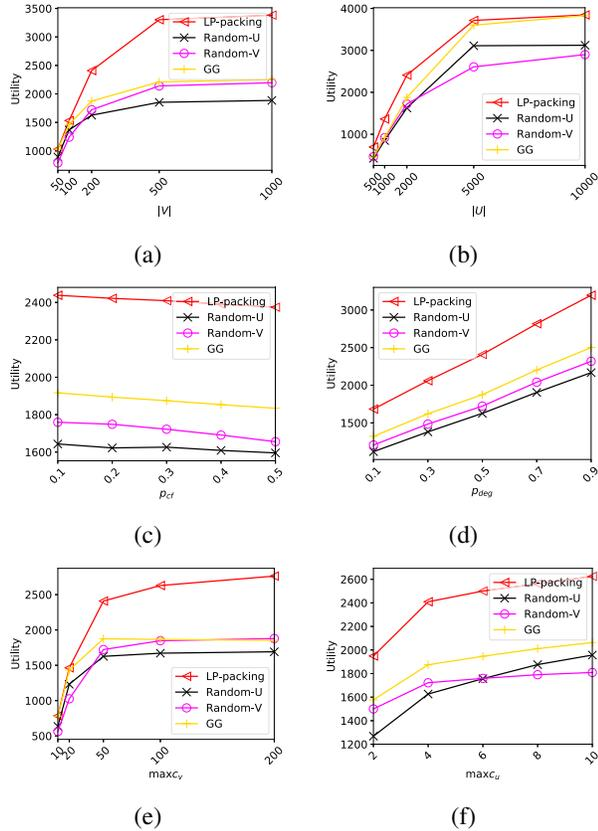 3500
3000
2500
2000
1500
1000
Utility
50
100
200
500
1000
|V|
LP-packing
Random-U
Random-V
GG
(a)
4000
3000
2000
1000
Utility
500
1000
2000
5000
10000
|U|
LP-packing
Random-U
Random-V
GG
(b)
2400
2200
2000
1800
1600
Utility
0.1
0.2
0.3
0.4
0.5
p_cf
LP-packing
Random-U
Random-V
GG
(c)
3000
2500
2000
1500
Utility
0.1
0.3
0.5
0.7
0.9
p_deg
LP-packing
Random-U
Random-V
GG
(d)
2500
2000
1500
1000
500
Utility
10
20
50
100
200
maxc_v
LP-packing
Random-U
Random-V
GG
(e)
2600
2400
2200
2000
1800
1600
1400
1200
Utility
2
4
6
8
10
maxc_u
LP-packing
Random-U
Random-V
GG
(f)